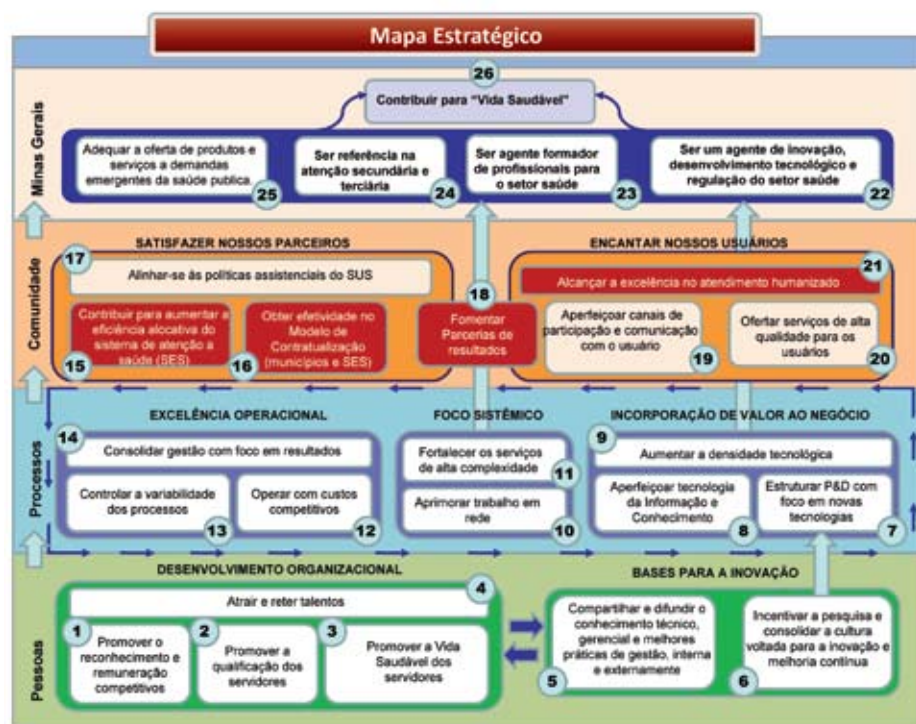 Mapa Estratégico
26
Contribuir para "Vida Saudável"
Minas Gerais
Adequar a oferta de produtos e
serviços a demandas
emergentes da saúde publica.
25
Ser referência na
atenção secundária e
terciária
24
Ser agente formador
de profissionais para
o setor saúde
23
Ser um agente de inovação,
desenvolvimento tecnológico e
regulação do setor saúde
22
Comunidade
SATISFAZER NOSSOS PARCEIROS
17
Alinhar-se às políticas assistenciais do SUS
Contribuir para aumentar a
eficiência alocativa do
sistema de atenção a
saúde (SES)
15
Obter efetividade no
Modelo de
Contratualização
(municípios e SES)
16
18
Fomentar
Parcerias de
resultados
ENCANTAR NOSSOS USUÁRIOS
21
Alcançar a excelência no atendimento humanizado
Aperfeiçoar canais de
participação e comunicação
com o usuário
19
Ofertar serviços de alta
qualidade para os
usuários
20
Processos
EXCELÊNCIA OPERACIONAL
14
Consolidar gestão com foco em resultados
Controlar a variabilidade
dos processos
13
Operar com custos
competitivos
12
FOCO SISTÊMICO
Fortalecer os serviços
de alta complexidade
11
Aprimorar trabalho em
rede
10
INCORPORAÇÃO DE VALOR AO NEGÓCIO
9
Aumentar a densidade tecnológica
Aperfeiçoar tecnologia
da Informação e
Conhecimento
8
Estruturar P&D com
foco em novas
tecnologias
7
Pessoas
DESENVOLVIMENTO ORGANIZACIONAL
4
Atrair e reter talentos
1
Promover o
reconhecimento e
remuneração
competitivos
2
Promover a
qualificação dos
servidores
3
Promover a Vida
Saudável dos
servidores
BASES PARA A INOVAÇÃO
Compartilhar e difundir o
conhecimento técnico,
gerencial e melhores
práticas de gestão, interna
e externamente
5
Incentivar a pesquisa e
consolidar a cultura
voltada para a inovação e
melhoria contínua
6